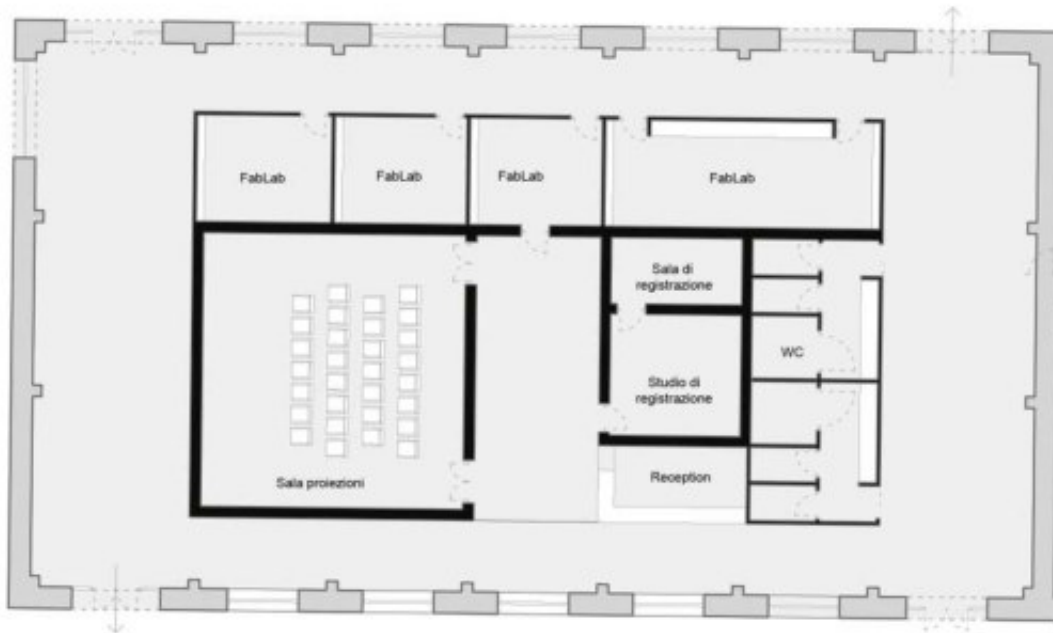 FabLab
FabLab
FabLab
FabLab
Sala di
registrazione
WC
Studio di
registrazione
Sala proiezioni
Reception